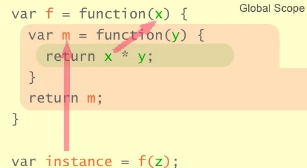 Global Scope
var f = function(x) {
var m = function(y) {
return x * y;
}
return m;
}
var instance = f(z);